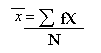 x̄ = ∑ fX
N